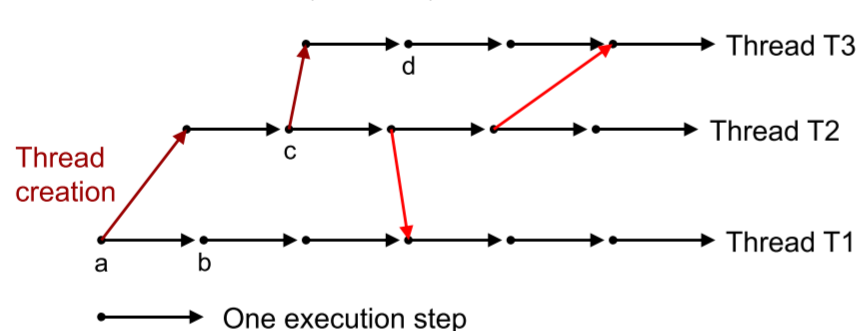 Thread T3
d
Thread T2
c
Thread
creation
Thread T1
a
b
One execution step